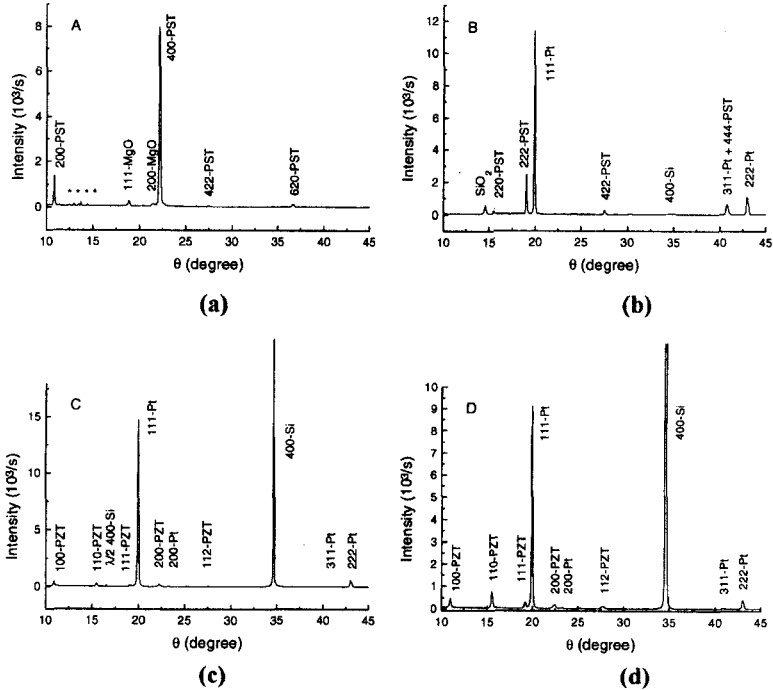 A
Intensity (10³/s)
8
6
4
2
0
200-PST
* * * *
111-MgO
200-MgO
400-PST
422-PST
620-PST
10 15 20 25 30 35 40 45
θ (degree)
(a)
B
Intensity (10³/s)
12
10
8
6
4
2
0
SiO₂
220-PST
222-PST
111-Pt
422-PST
400-Si
311-Pt + 444-PST
222-Pt
10 15 20 25 30 35 40 45
θ (degree)
(b)
C
Intensity (10³/s)
15
10
5
0
100-PZT
110-PZT
λ/2 400-Si
111-PZT
111-Pt
200-PZT
200-Pt
112-PZT
400-Si
311-Pt
222-Pt
10 15 20 25 30 35 40 45
θ (degree)
(c)
D
Intensity (10³/s)
10
9
8
7
6
5
4
3
2
1
0
100-PZT
110-PZT
111-PZT
111-Pt
200-PZT
200-Pt
112-PZT
400-Si
311-Pt
222-Pt
10 15 20 25 30 35 40 45
θ (degree)
(d)